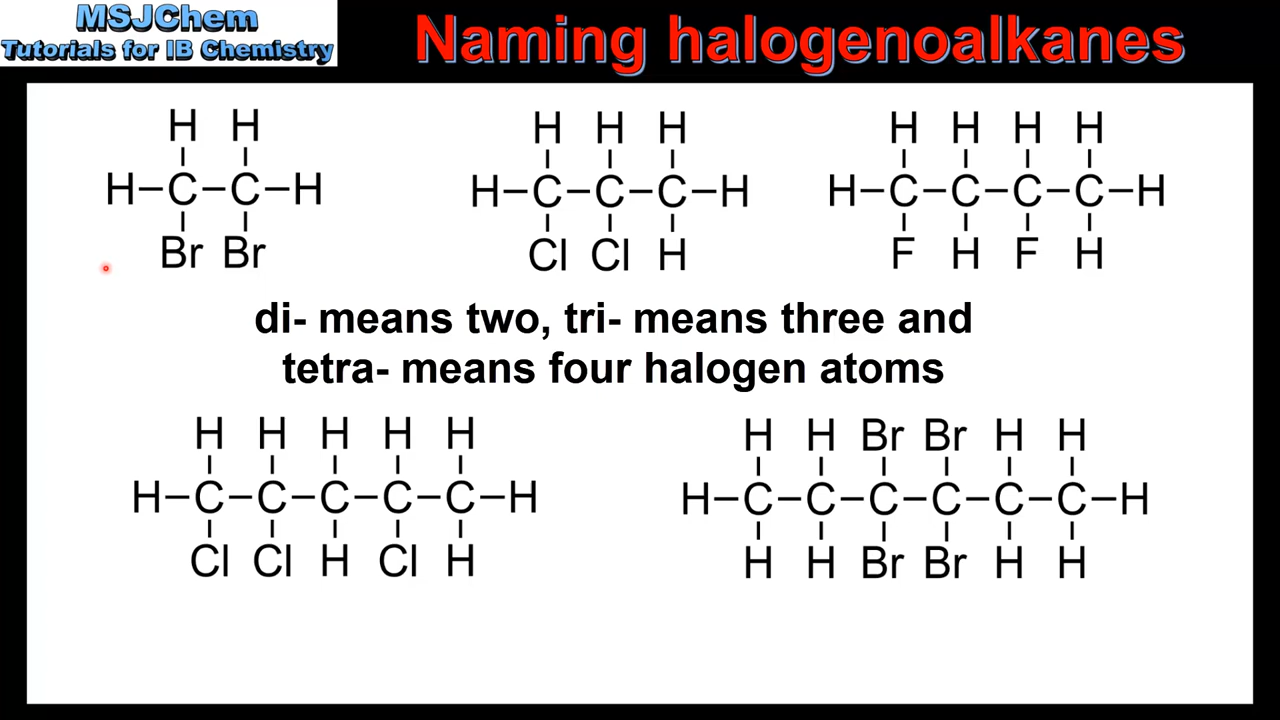 MSJChem
Tutorials for IB Chemistry
Naming halogenoalkanes
H H
H–C–C–H
Br Br
H H H
H–C–C–C–H
Cl Cl H
H H H H
H–C–C–C–C–H
F H F H
di- means two, tri- means three and
tetra- means four halogen atoms
H H H H H
H–C–C–C–C–C–H
Cl Cl H Cl H
H H Br Br H H
H–C–C–C–C–C–C–H
H H Br Br H H